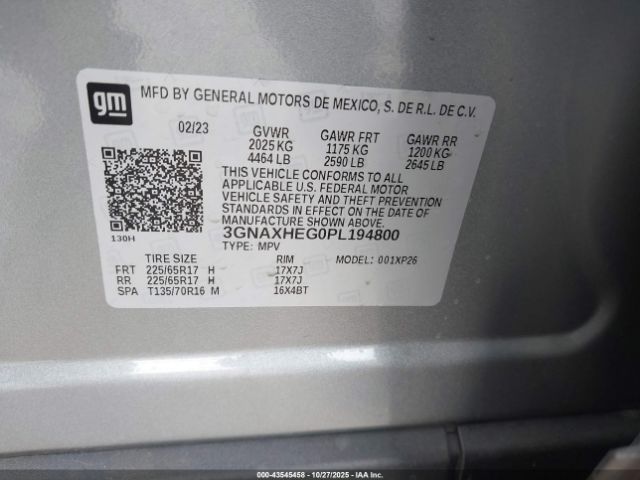 gm
MFD BY GENERAL MOTORS DE MEXICO, S. DE R.L. DE C.V.
02/23 GVWR GAWR FRT GAWR RR
2025 KG 1175 KG 1200 KG
4464 LB 2590 LB 2645 LB
THIS VEHICLE CONFORMS TO ALL
APPLICABLE U.S. FEDERAL MOTOR
VEHICLE SAFETY AND THEFT PREVENTION
STANDARDS IN EFFECT ON THE DATE OF
MANUFACTURE SHOWN ABOVE.
3GNAXHEG0PL194800
130H TYPE: MPV
TIRE SIZE RIM MODEL: 001XP26
FRT 225/65R17 H 17X7J
RR 225/65R17 H 17X7J
SPA T135/70R16 M 16X4BT
© 43545458 | 10/27/2025 | IAA, Inc.